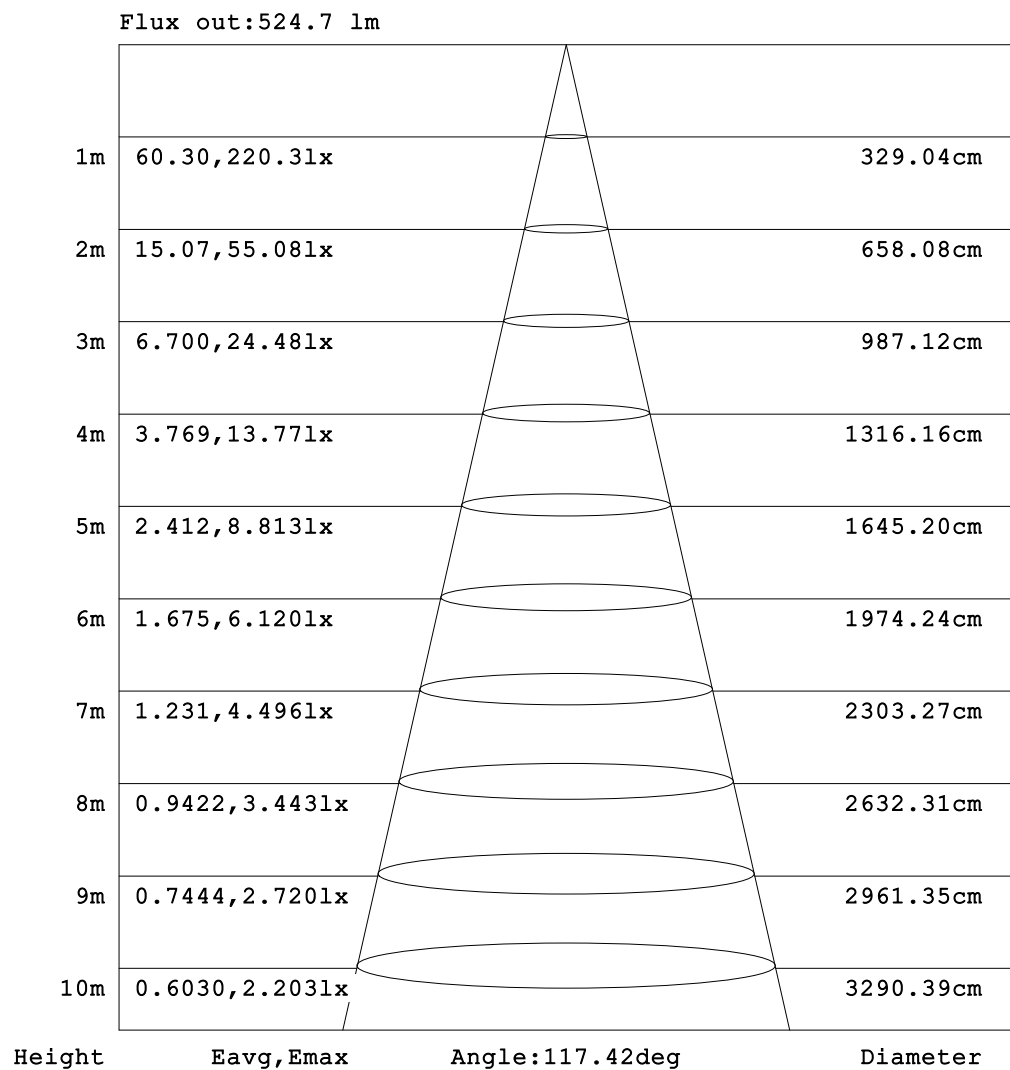 Flux out:524.7 lm
1m 60.30,220.3lx 329.04cm
2m 15.07,55.08lx 658.08cm
3m 6.700,24.48lx 987.12cm
4m 3.769,13.77lx 1316.16cm
5m 2.412,8.813lx 1645.20cm
6m 1.675,6.120lx 1974.24cm
7m 1.231,4.496lx 2303.27cm
8m 0.9422,3.443lx 2632.31cm
9m 0.7444,2.720lx 2961.35cm
10m 0.6030,2.203lx 3290.39cm
Height Eavg,Emax Angle:117.42deg Diameter